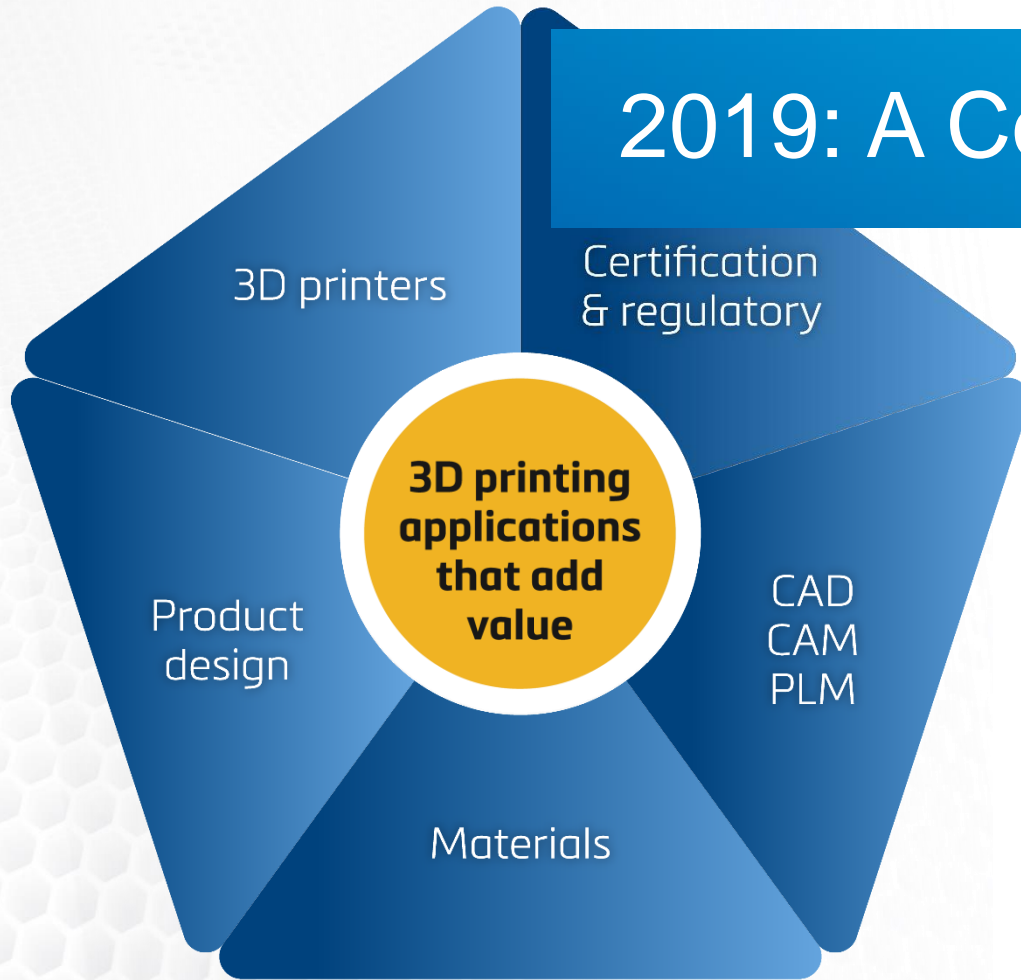 2019: A
3D printers
Certification
& regulatory
3D printing
applications
that add
value
Product
design
CAD
CAM
PLM
Materials